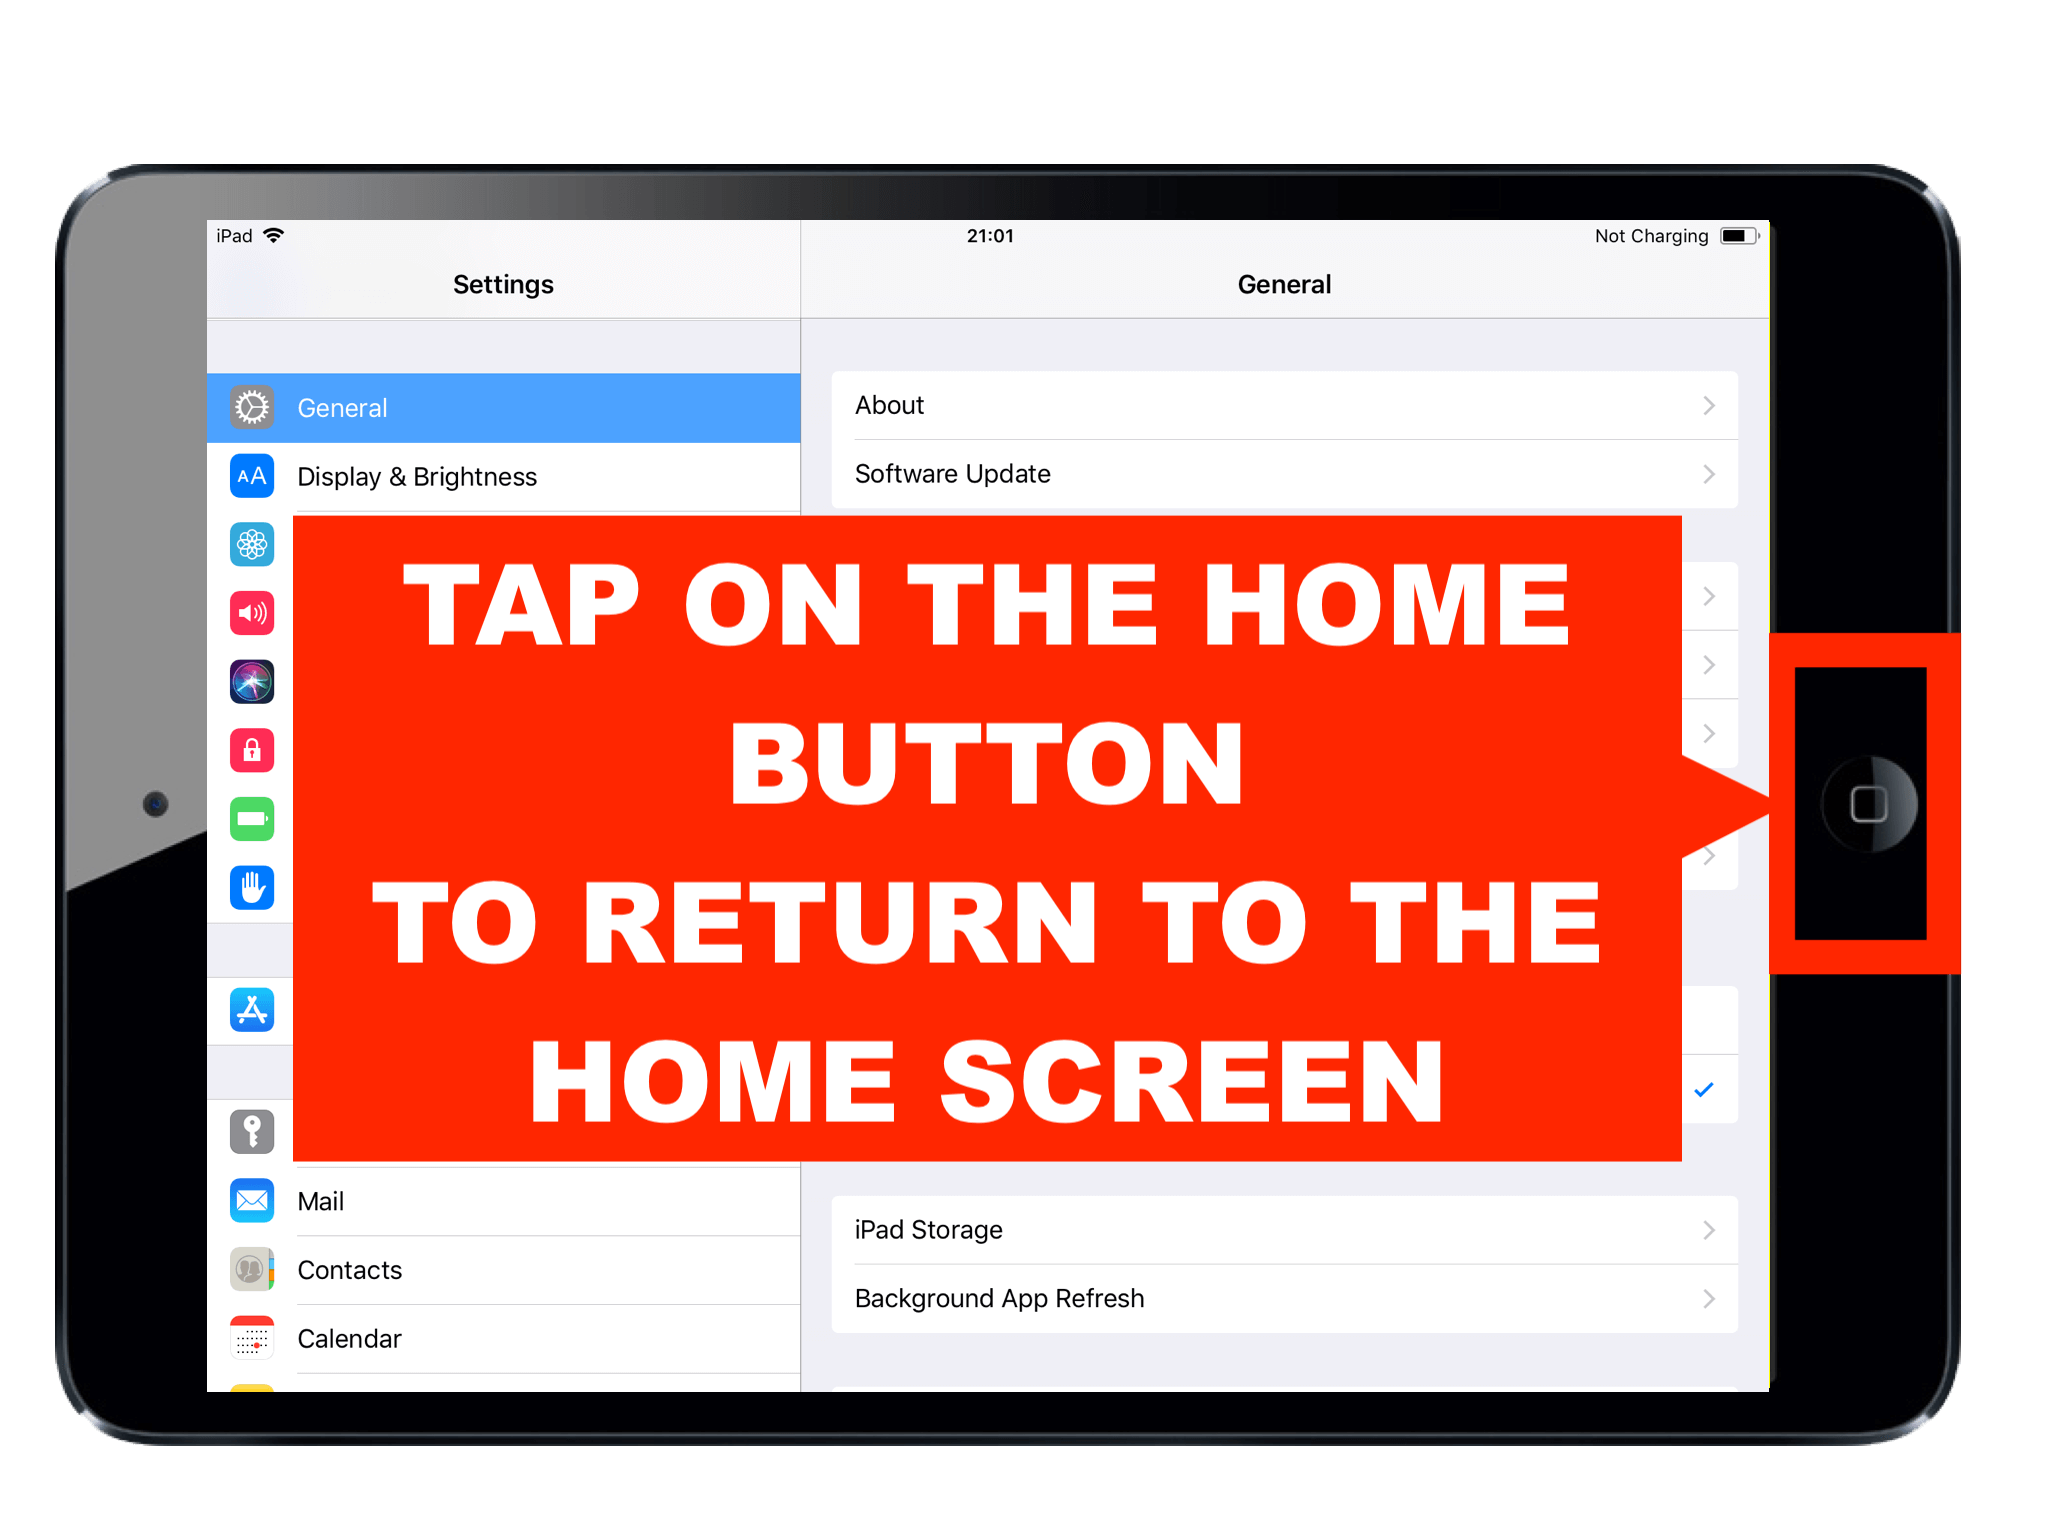 iPad
21:01
Not Charging
Settings
General
General
Display & Brightness
About
Software Update
TAP ON THE HOME
BUTTON
TO RETURN TO THE
HOME SCREEN
Mail
Contacts
Calendar
iPad Storage
Background App Refresh